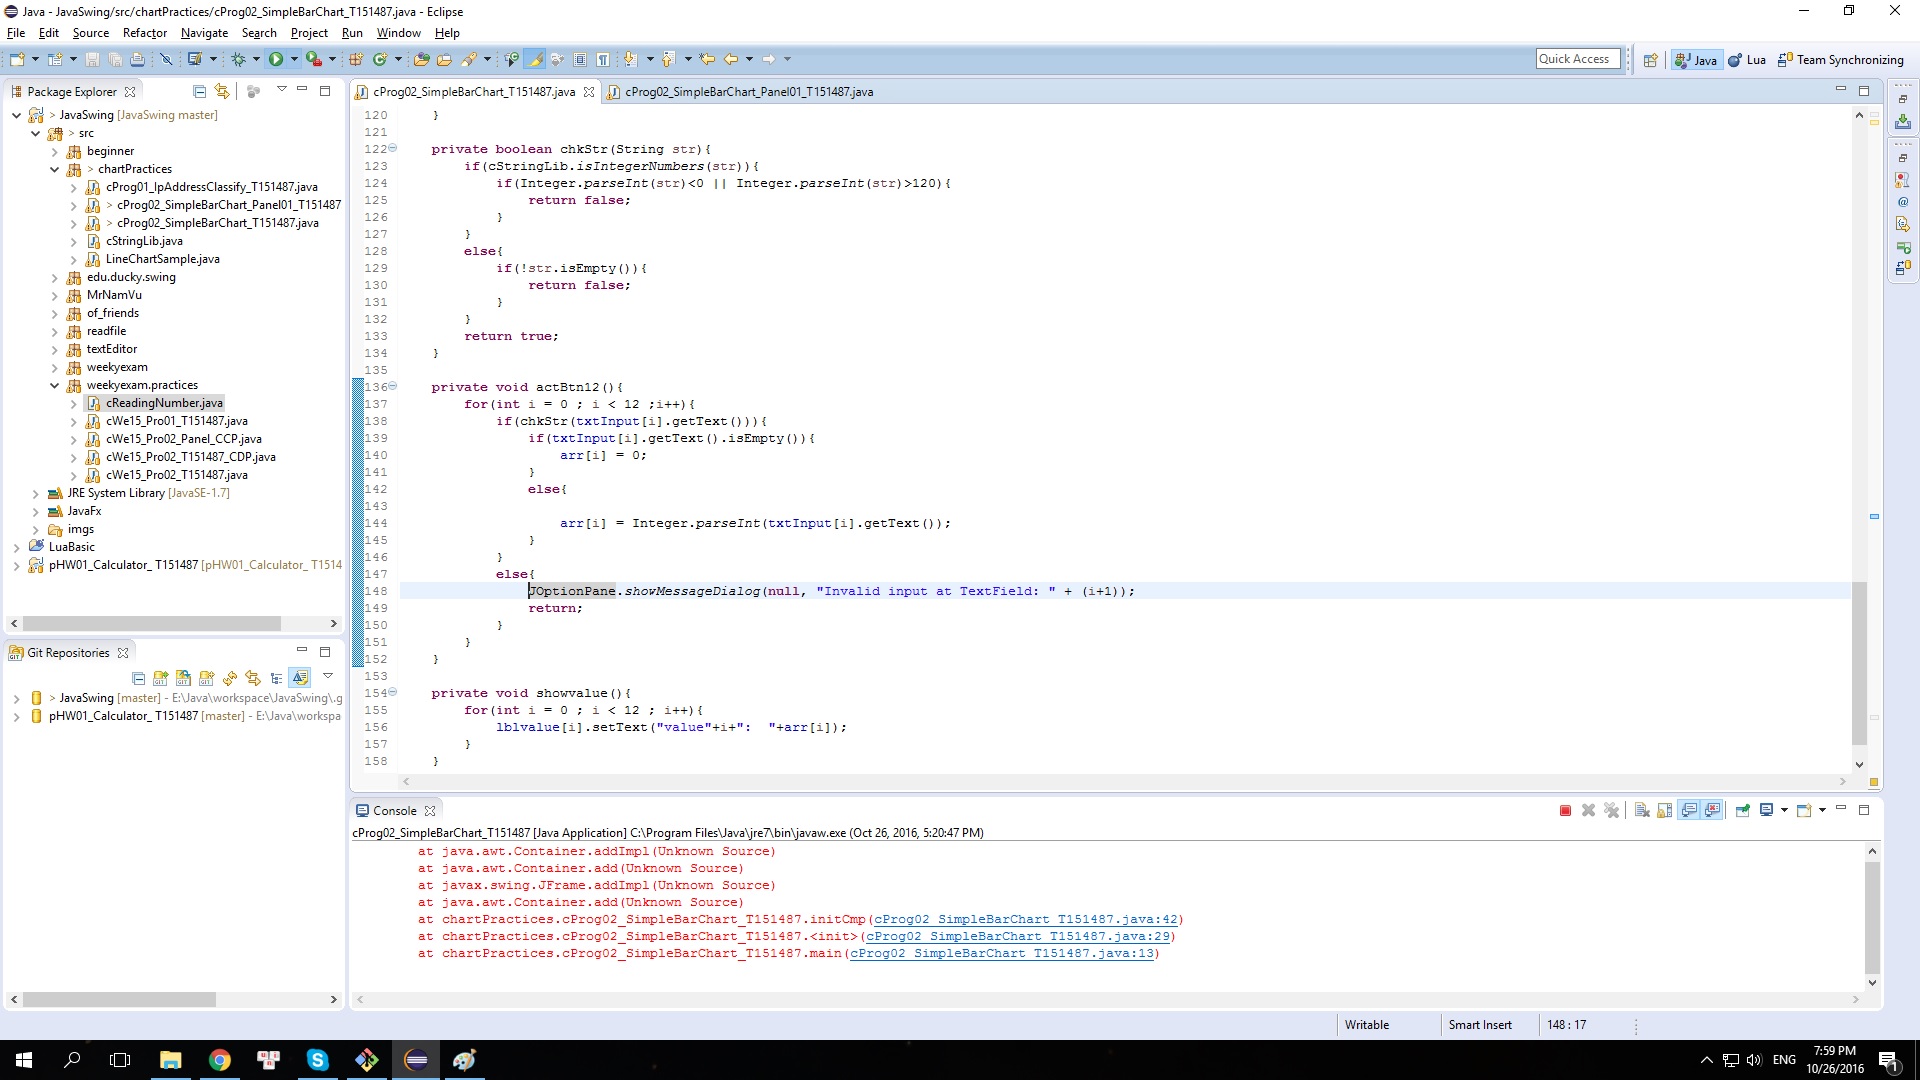 Java - JavaSwing/src/chartPractices/cProg02_SimpleBarChart_T151487.java - Eclipse
File Edit Source Refactor Navigate Search Project Run Window Help
Quick Access Java Lua Team Synchronizing
Package Explorer
> JavaSwing [JavaSwing master]
> src
beginner
> chartPractices
cProg01_IpAddressClassify_T151487.java
> cProg02_SimpleBarChart_Panel01_T151487
> cProg02_SimpleBarChart_T151487.java
cStringLib.java
LineChartSample.java
edu.ducky.swing
MrNamVu
of_friends
readfile
textEditor
weekyexam
weekyexam.practices
cReadingNumber.java
cWe15_Pro01_T151487.java
cWe15_Pro02_Panel_CCP.java
cWe15_Pro02_T151487_CDP.java
cWe15_Pro02_T151487.java
JRE System Library [JavaSE-1.7]
JavaFx
imgs
LuaBasic
pHW01_Calculator_ T151487 [pHW01_Calculator_ T1514
Git Repositories
> JavaSwing [master] - E:\Java\workspace\JavaSwing\.g
pHW01_Calculator_ T151487 [master] - E:\Java\workspa
cProg02_SimpleBarChart_T151487.java cProg02_SimpleBarChart_Panel01_T151487.java
120 }
121
122 private boolean chkStr(String str){
123 if(cStringLib.isIntegerNumbers(str)){
124 if(Integer.parseInt(str)<0 || Integer.parseInt(str)>120){
125 return false;
126 }
127 }
128 else{
129 if(!str.isEmpty()){
130 return false;
131 }
132 }
133 return true;
134 }
135
136 private void actBtn12(){
137 for(int i = 0 ; i < 12 ;i++){
138 if(chkStr(txtInput[i].getText())){
139 if(txtInput[i].getText().isEmpty()){
140 arr[i] = 0;
141 }
142 else{
143
144 arr[i] = Integer.parseInt(txtInput[i].getText());
145 }
146 }
147 else{
148 JOptionPane.showMessageDialog(null, "Invalid input at TextField: " + (i+1));
149 return;
150 }
151 }
152 }
153
154 private void showvalue(){
155 for(int i = 0 ; i < 12 ; i++){
156 lblvalue[i].setText("value"+i+":  "+arr[i]);
157 }
158 }
Console
cProg02_SimpleBarChart_T151487 [Java Application] C:\Program Files\Java\jre7\bin\javaw.exe (Oct 26, 2016, 5:20:47 PM)
at java.awt.Container.addImpl(Unknown Source)
at java.awt.Container.add(Unknown Source)
at javax.swing.JFrame.addImpl(Unknown Source)
at java.awt.Container.add(Unknown Source)
at chartPractices.cProg02_SimpleBarChart_T151487.initCmp(cProg02_SimpleBarChart_T151487.java:42)
at chartPractices.cProg02_SimpleBarChart_T151487.<init>(cProg02_SimpleBarChart_T151487.java:29)
at chartPractices.cProg02_SimpleBarChart_T151487.main(cProg02_SimpleBarChart_T151487.java:13)
Writable Smart Insert 148 : 17
ENG 7:59 PM
10/26/2016 1